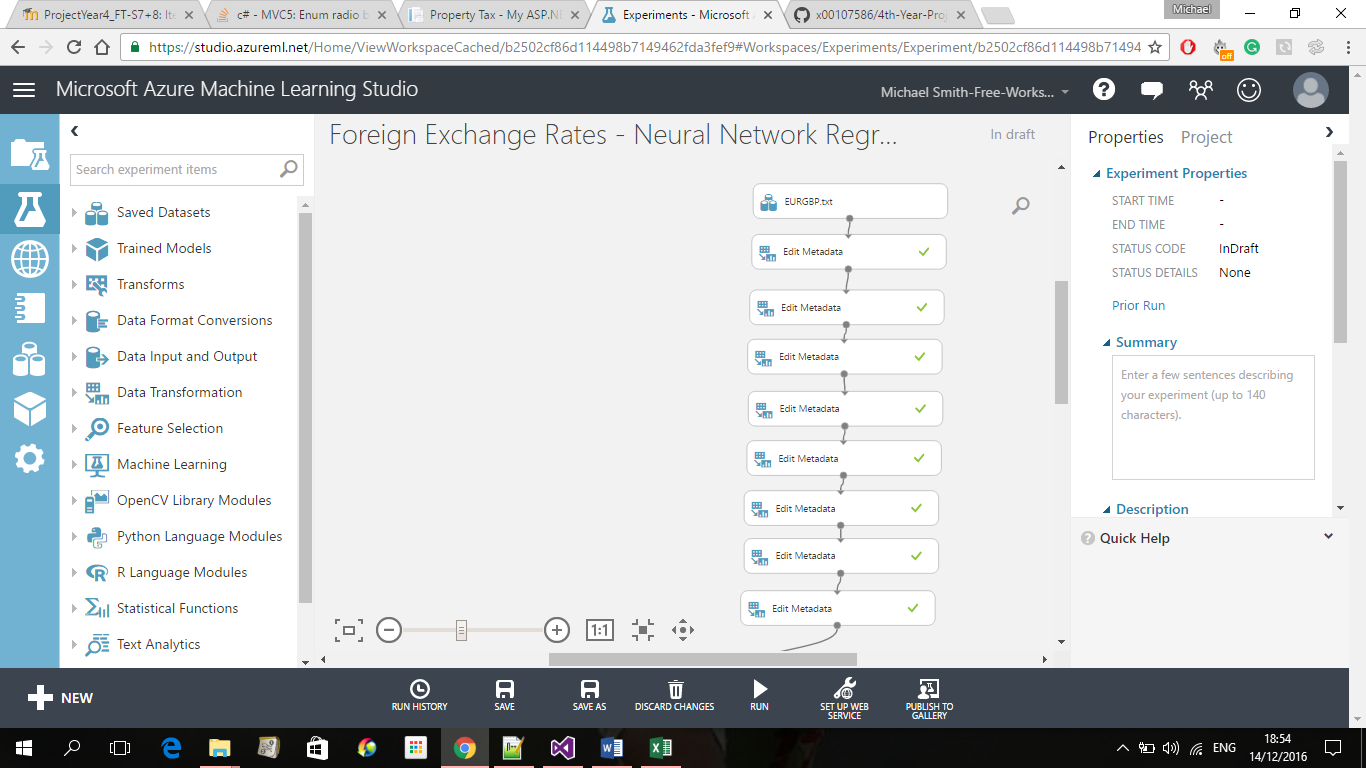 ProjectYear4_FT-S7+8: Ite
c# - MVC5: Enum radio b
Property Tax - My ASP.NE
Experiments - Microsoft A
x00107586/4th-Year-Proj
Michael
https://studio.azureml.net/Home/ViewWorkspaceCached/b2502cf86d114498b7149462fda3fef9#Workspaces/Experiments/Experiment/b2502cf86d114498b71494
off
Microsoft Azure Machine Learning Studio
Michael Smith-Free-Works...
Search experiment items
Saved Datasets
Trained Models
Transforms
Data Format Conversions
Data Input and Output
Data Transformation
Feature Selection
Machine Learning
OpenCV Library Modules
Python Language Modules
R Language Modules
Statistical Functions
Text Analytics
Foreign Exchange Rates - Neural Network Regr...
In draft
EURGBP.txt
Edit Metadata
Edit Metadata
Edit Metadata
Edit Metadata
Edit Metadata
Edit Metadata
Edit Metadata
Edit Metadata
1:1
Properties
Project
Experiment Properties
START TIME -
END TIME -
STATUS CODE InDraft
STATUS DETAILS None
Prior Run
Summary
Enter a few sentences describing
your experiment (up to 140
characters).
Description
Quick Help
NEW
RUN HISTORY
SAVE
SAVE AS
DISCARD CHANGES
RUN
SET UP WEB
SERVICE
PUBLISH TO
GALLERY
ENG
18:54
14/12/2016